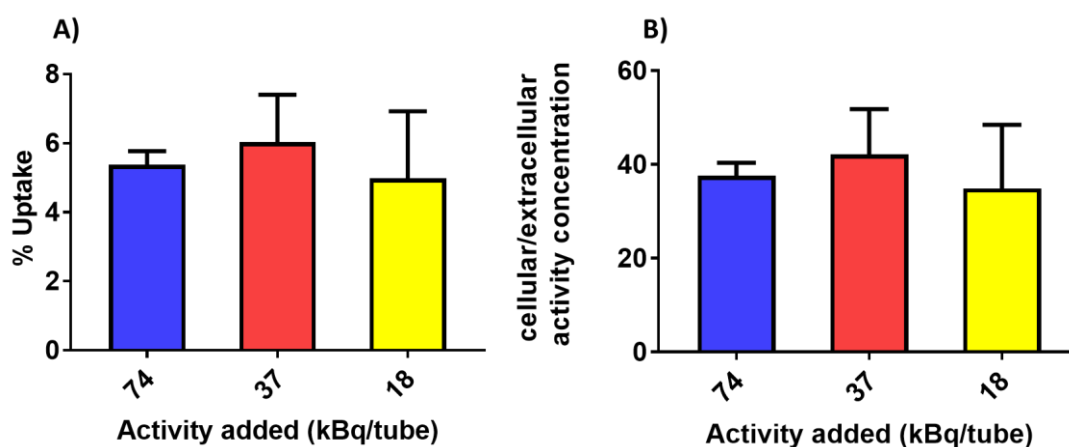 A)
% Uptake
8
6
4
2
0
74
37
18
Activity added (kBq/tube)
B)
cellular/extracellular
activity concentration
60
40
20
0
74
37
18
Activity added (kBq/tube)